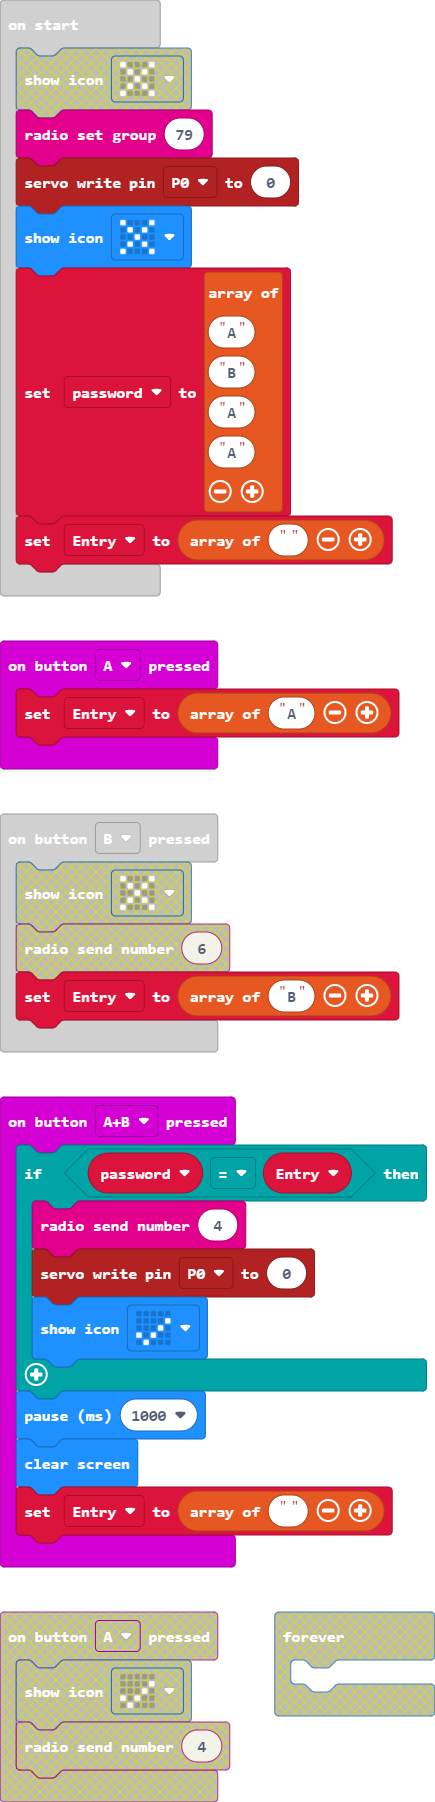 on start
show icon
radio set group 79
servo write pin P0 to 0
show icon
array of
"A"
"B"
"A"
"A"
set password to
set Entry to array of " "
on button A pressed
set Entry to array of "A"
on button B pressed
show icon
radio send number 6
set Entry to array of "B"
on button A+B pressed
if password = Entry then
radio send number 4
servo write pin P0 to 0
show icon
pause (ms) 1000
clear screen
set Entry to array of " "
on button A pressed
show icon
radio send number 4
forever